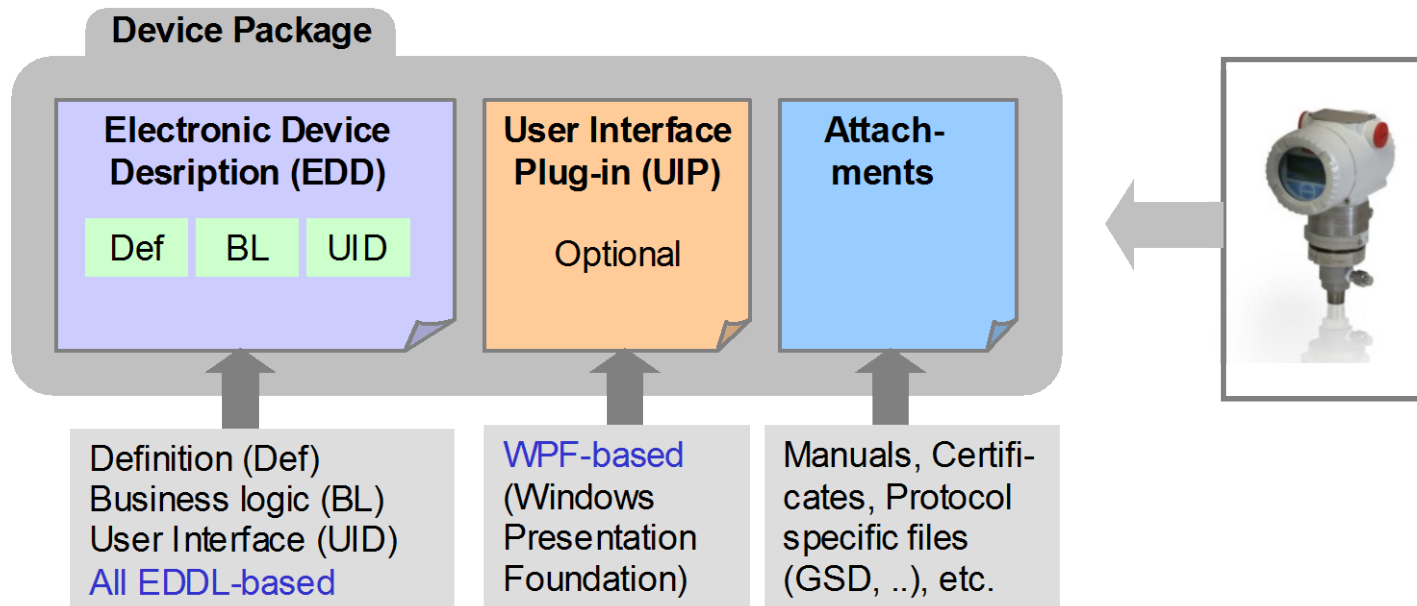 Device Package
Electronic Device
Desription (EDD)
Def
BL
UID
User Interface
Plug-in (UIP)
Optional
Attach-
ments
Definition (Def)
Business logic (BL)
User Interface (UID)
All EDDL-based
WPF-based
(Windows
Presentation
Foundation)
Manuals, Certifi-
cates, Protocol
specific files
(GSD, ..), etc.